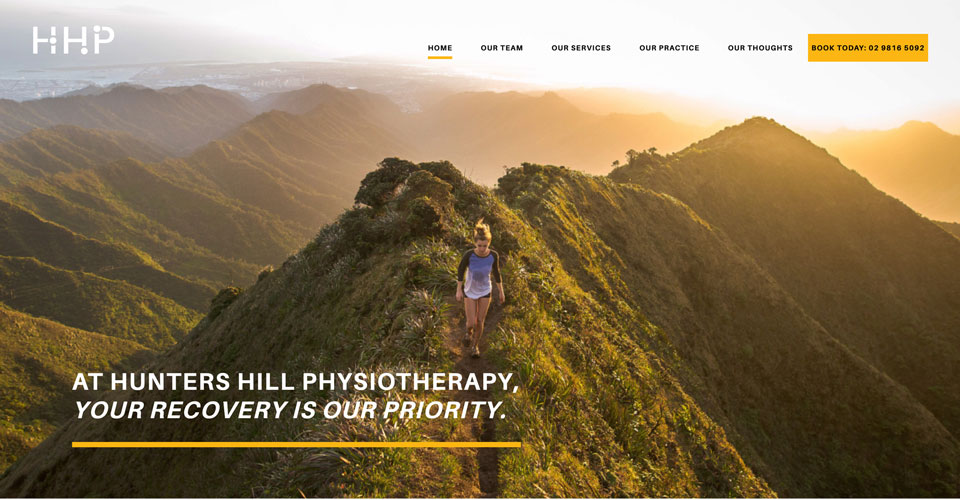 HHP
HOME OUR TEAM OUR SERVICES OUR PRACTICE OUR THOUGHTS BOOK TODAY: 02 9816 5092
AT HUNTERS HILL PHYSIOTHERAPY,
YOUR RECOVERY IS OUR PRIORITY.